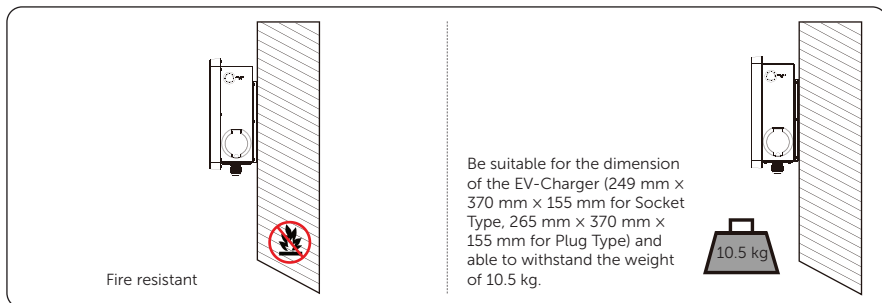 Fire resistant
Be suitable for the dimension
of the EV-Charger (249 mm ×
370 mm × 155 mm for Socket
Type, 265 mm × 370 mm ×
155 mm for Plug Type) and
able to withstand the weight
of 10.5 kg.
10.5 kg